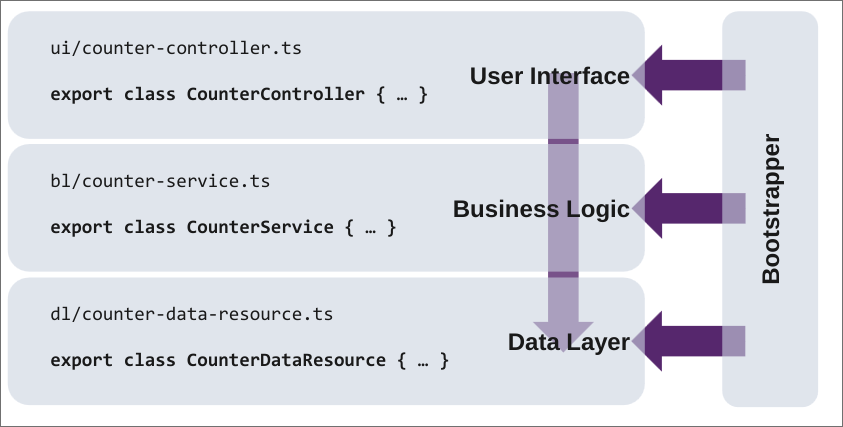 ui/counter-controller.ts
export class CounterController { … }
User Interface
bl/counter-service.ts
export class CounterService { … }
Business Logic
dl/counter-data-resource.ts
export class CounterDataResource { … }
Data Layer
Bootstrapper